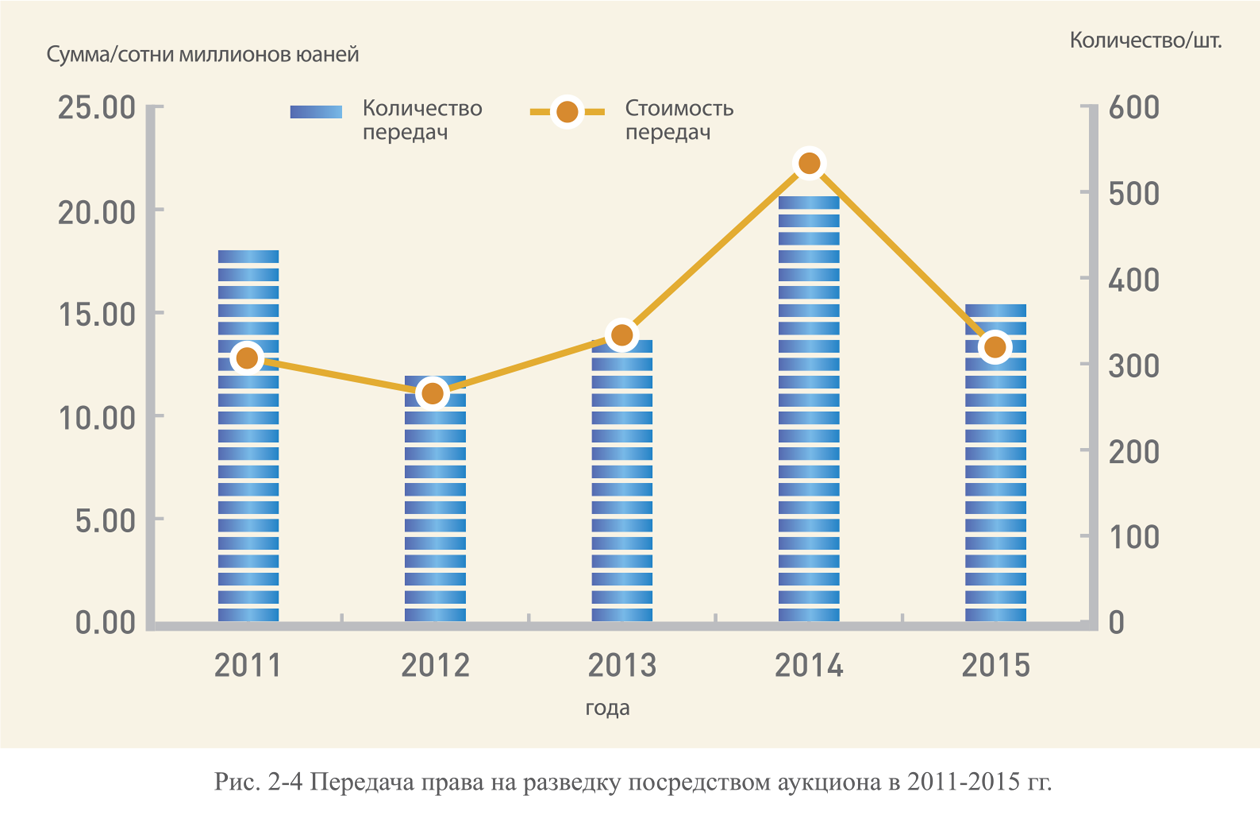 Сумма/сотни миллионов юаней
Количество/шт.
Количество
передач
Стоимость
передач
25.00
20.00
15.00
10.00
5.00
0.00
600
500
400
300
200
100
0
2011 2012 2013 2014 2015
года
Рис. 2-4 Передача права на разведку посредством аукциона в 2011-2015 гг.